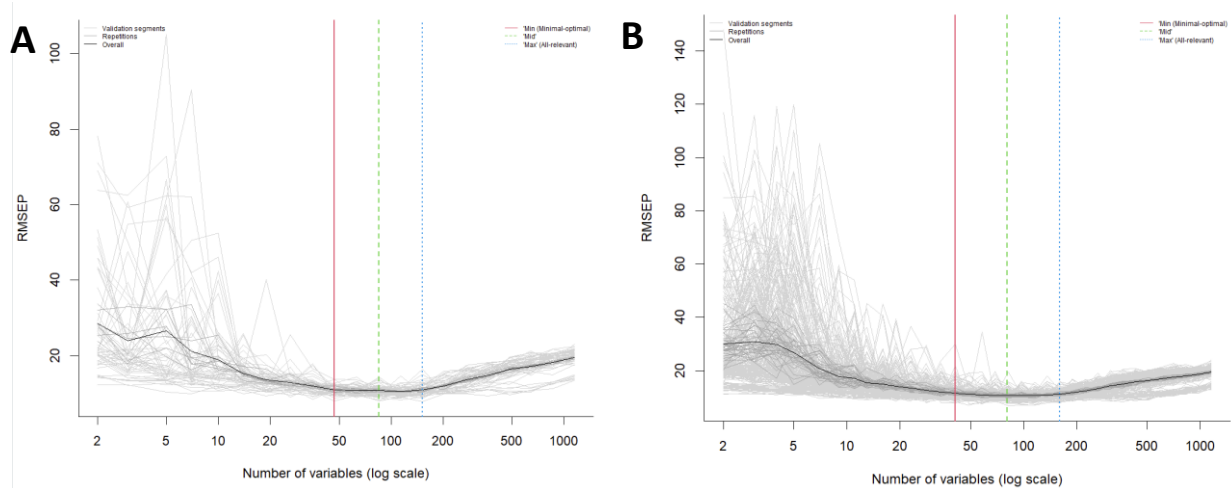 A
Validation segments
Repetitions
Overall
'Min (Minimal-optimal)
'Mid'
'Max' (All-relevant)
RMSEP
100
80
60
40
20
2 5 10 20 50 100 200 500 1000
Number of variables (log scale)
B
Validation segments
Repetitions
Overall
'Min (Minimal-optimal)
'Mid'
'Max' (All-relevant)
RMSEP
140
120
100
80
60
40
20
2 5 10 20 50 100 200 500 1000
Number of variables (log scale)